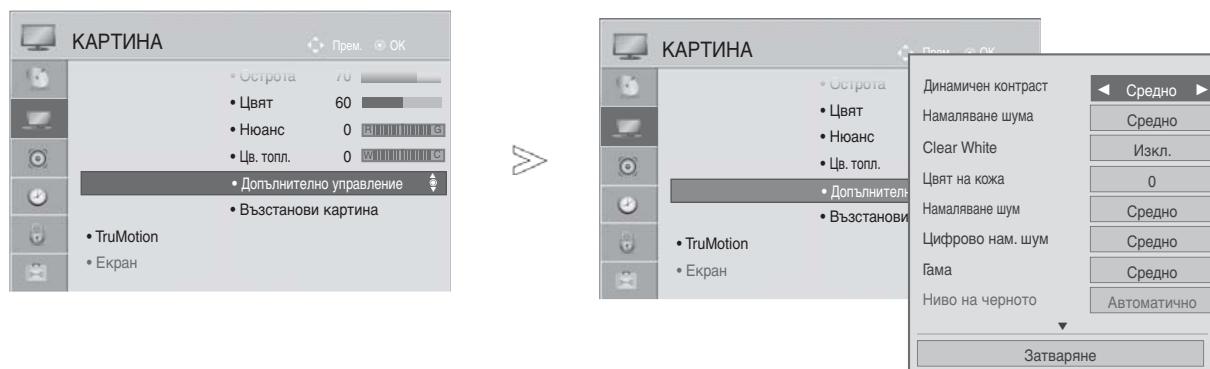 КАРТИНА
Прем. OK
• Острота 70
• Цвят 60
• Нюанс 0 R G
• Цв. топл. 0 W C
• Допълнително управление
• Възстанови картина
• TruMotion
• Екран
КАРТИНА
Прем. OK
• Острота
• Цвят
• Нюанс
• Цв. топл.
• Допълнителн
• Възстанови
• TruMotion
• Екран
Динамичен контраст ◄ Средно ►
Намаляване шума Средно
Clear White Изкл.
Цвят на кожа 0
Намаляване шум Средно
Цифрово нам. шум Средно
Гама Средно
Ниво на черното Автоматично
▼
Затваряне